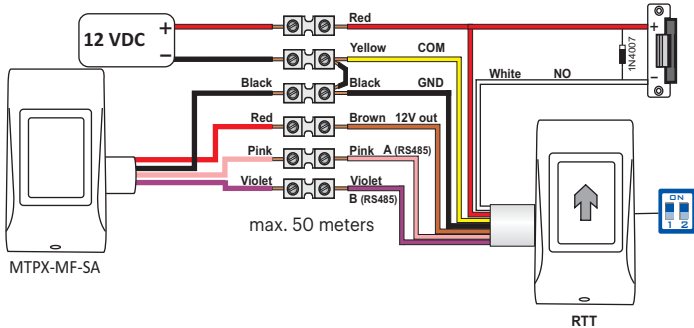 12 VDC
+
−
Red
Yellow COM
Black
Black GND
Red
Brown 12V out
Pink
Pink A (RS485)
Violet
Violet
B (RS485)
White NO
1N4007
+
−
max. 50 meters
MTPX-MF-SA
ON
1 2
RTT